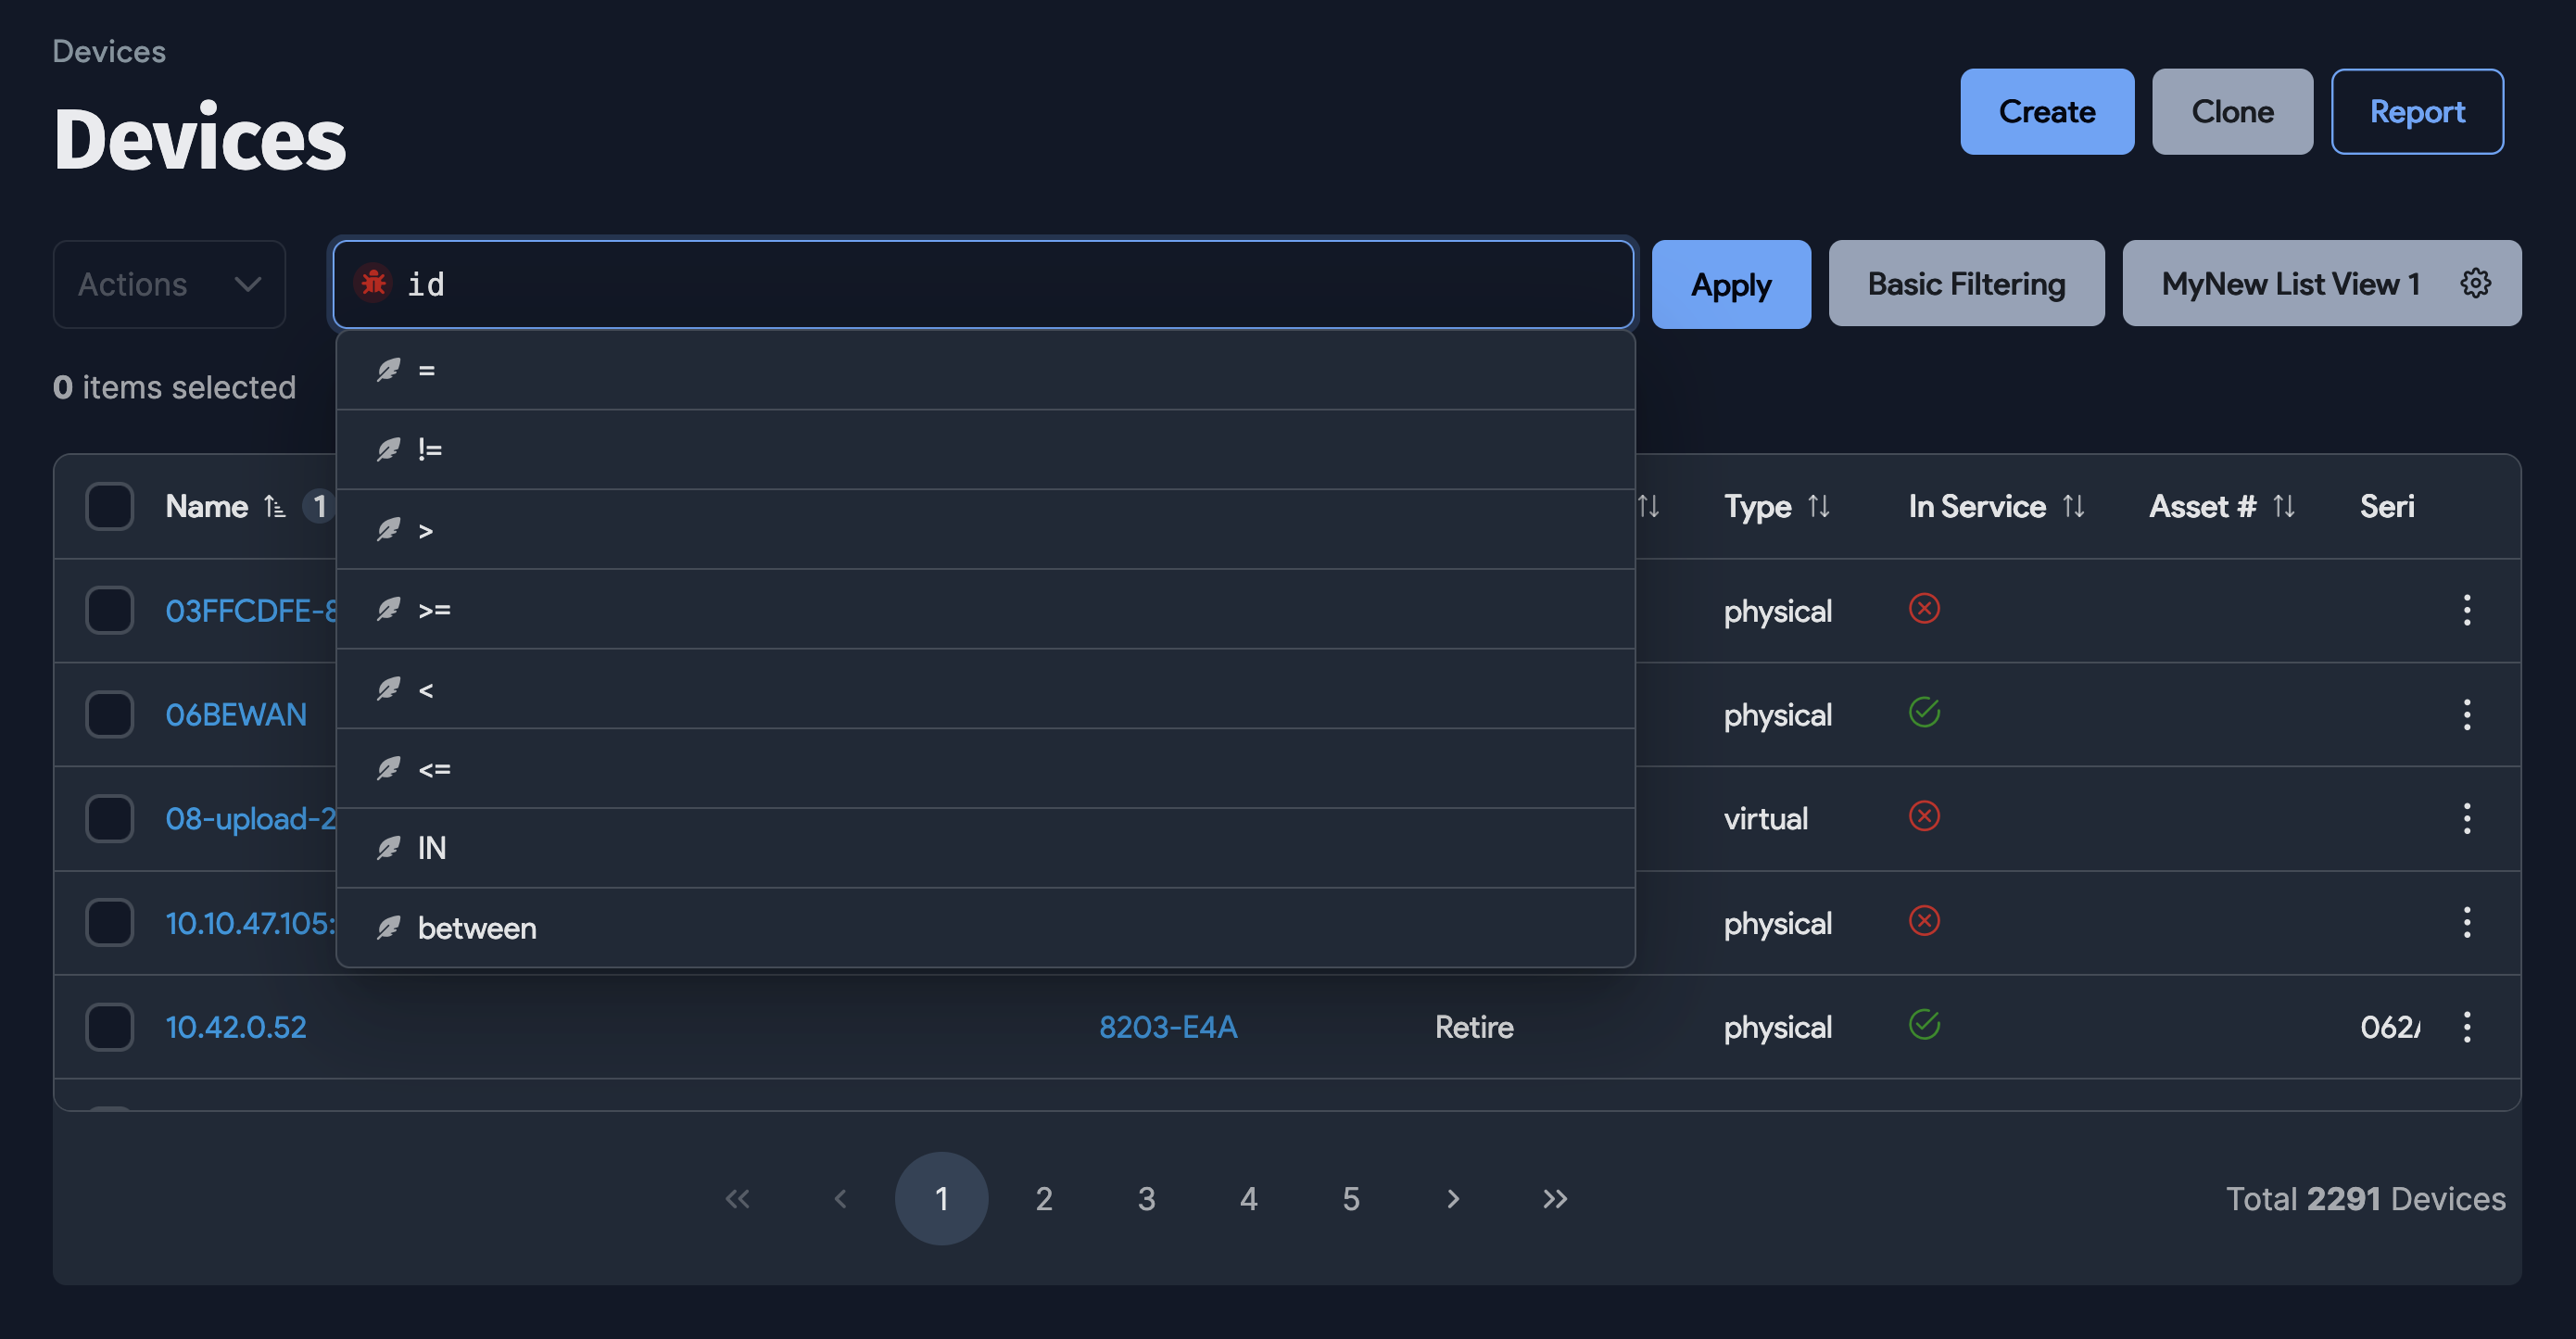 Devices
Devices
Create Clone Report
Actions id Apply Basic Filtering MyNew List View 1
0 items selected
=
!=
>
>=
<
<=
IN
between
Name 1 Type In Service Asset # Seri
03FFCDFE-8 physical
06BEWAN physical
08-upload-2 virtual
10.10.47.105: physical
10.42.0.52 8203-E4A Retire physical 062
« ‹ 1 2 3 4 5 › » Total 2291 Devices